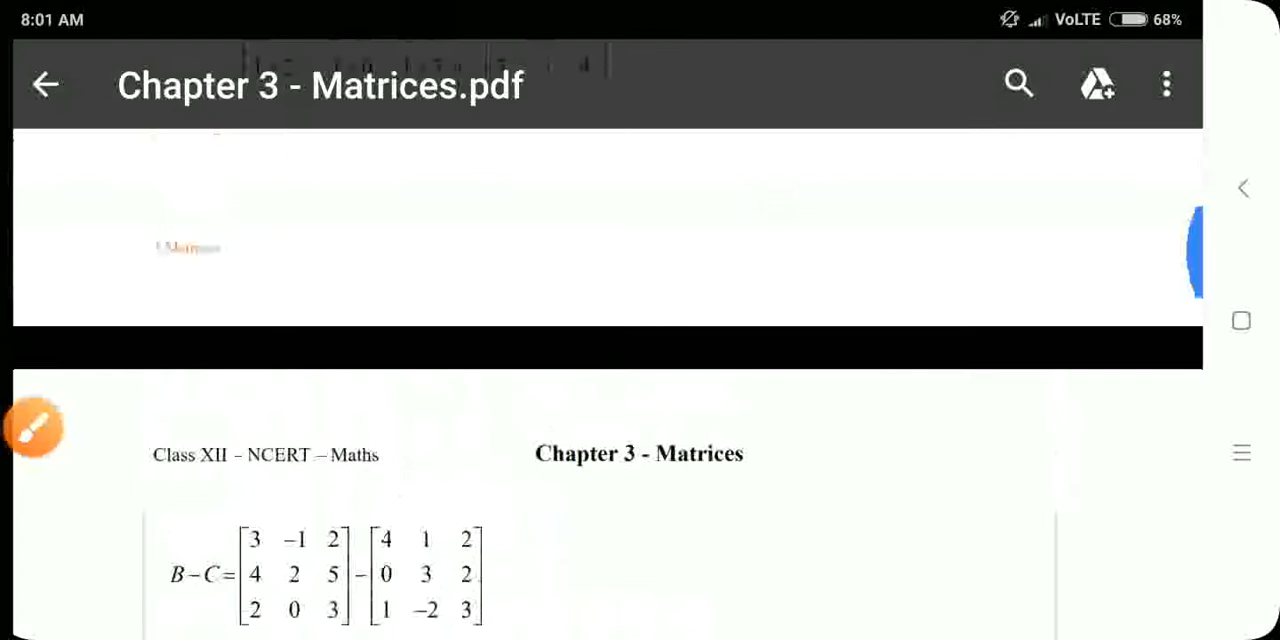 8:01 AM VoLTE 68%
Chapter 3 - Matrices.pdf
Class XII – NCERT – Maths Chapter 3 - Matrices
B−C= [3 −1 2] − [4 1 2]
[4 2 5] [0 3 2]
[2 0 3] [1 −2 3]